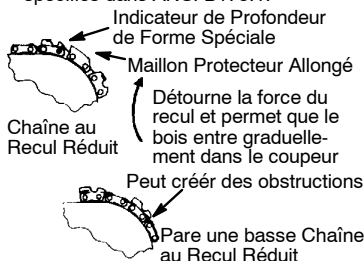 Indicateur de Profondeur
de Forme Spéciale
Maillon Protecteur Allongé
Détourne la force du
recul et permet que le
bois entre graduelle-
ment dans le coupeur
Chaîne au
Recul Réduit
Peut créér des obstructions
Pare une basse Chaîne
au Recul Réduit